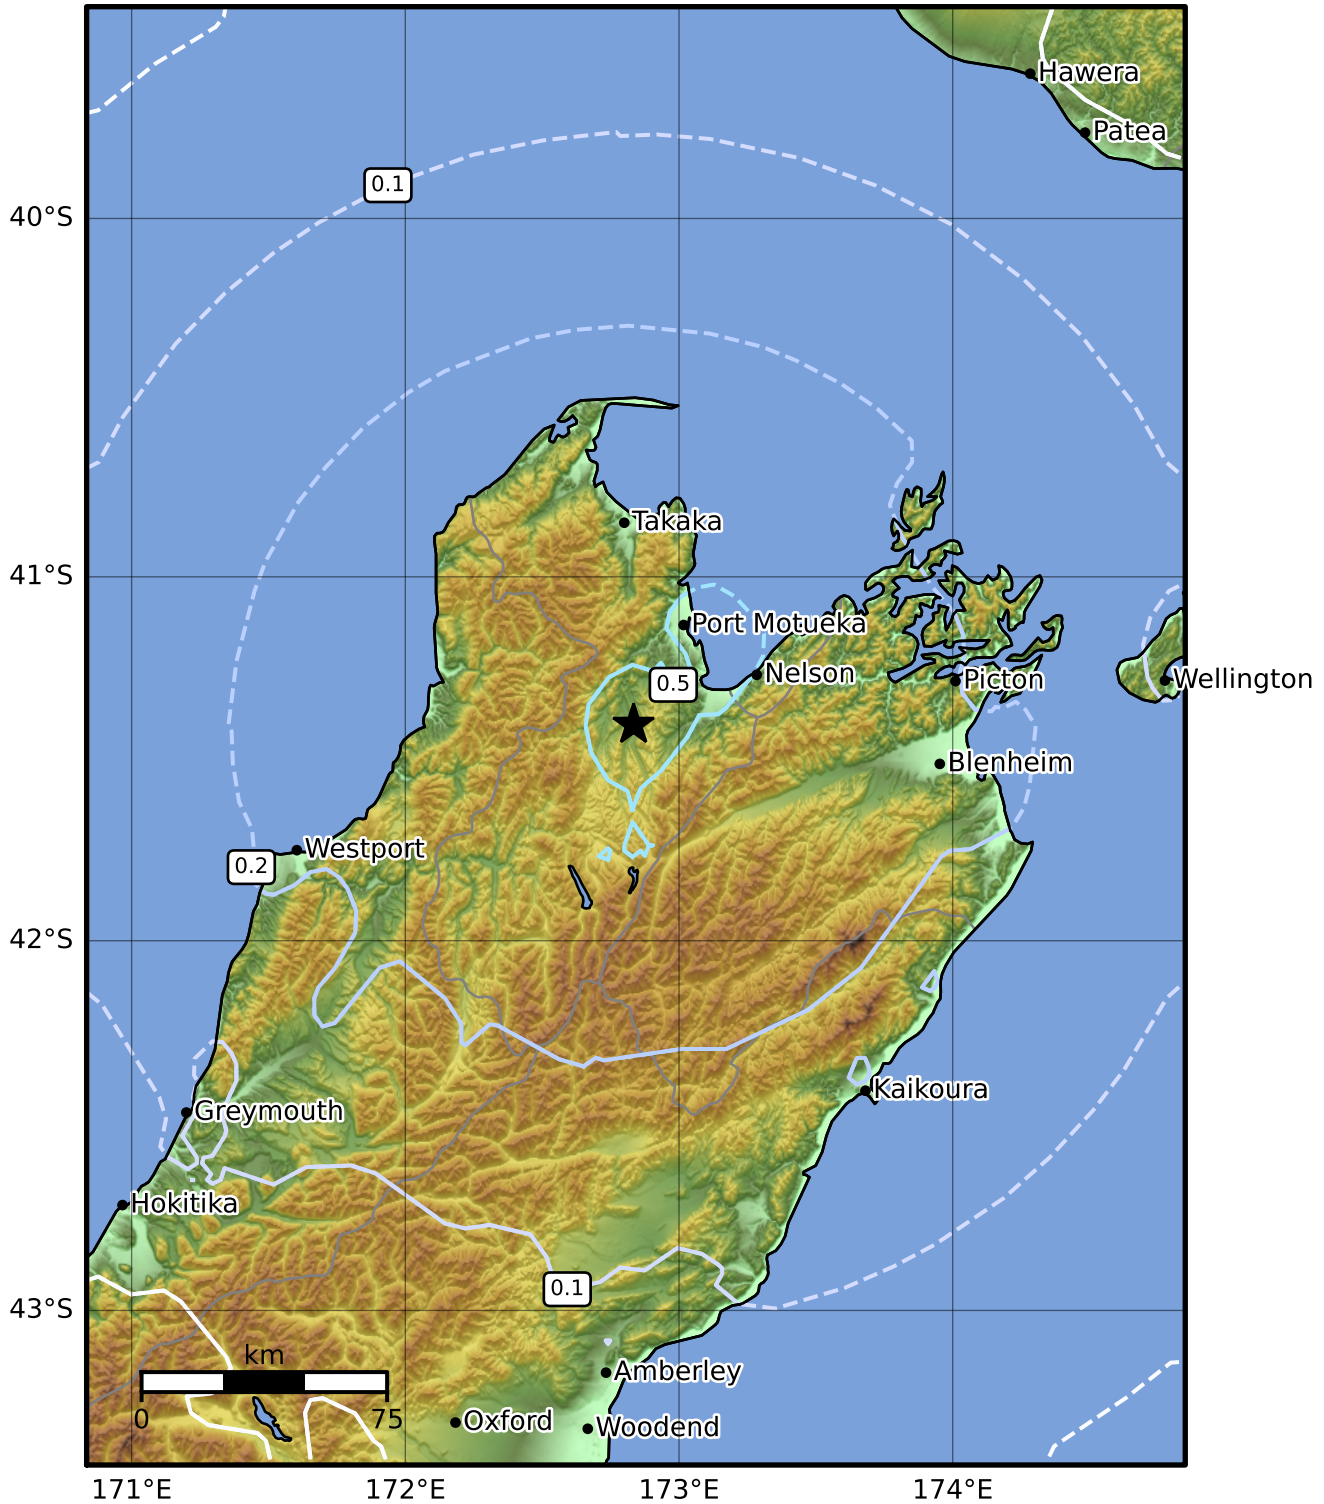 Hawera
Patea
0.1
40°S
Takaka
41°S
Port Motueka
Nelson
0.5
Picton
Wellington
Blenheim
Westport
0.2
42°S
Kaikoura
Greymouth
Hokitika
0.1
43°S
km
0
75
Amberley
Oxford
Woodend
171°E
172°E
173°E
174°E